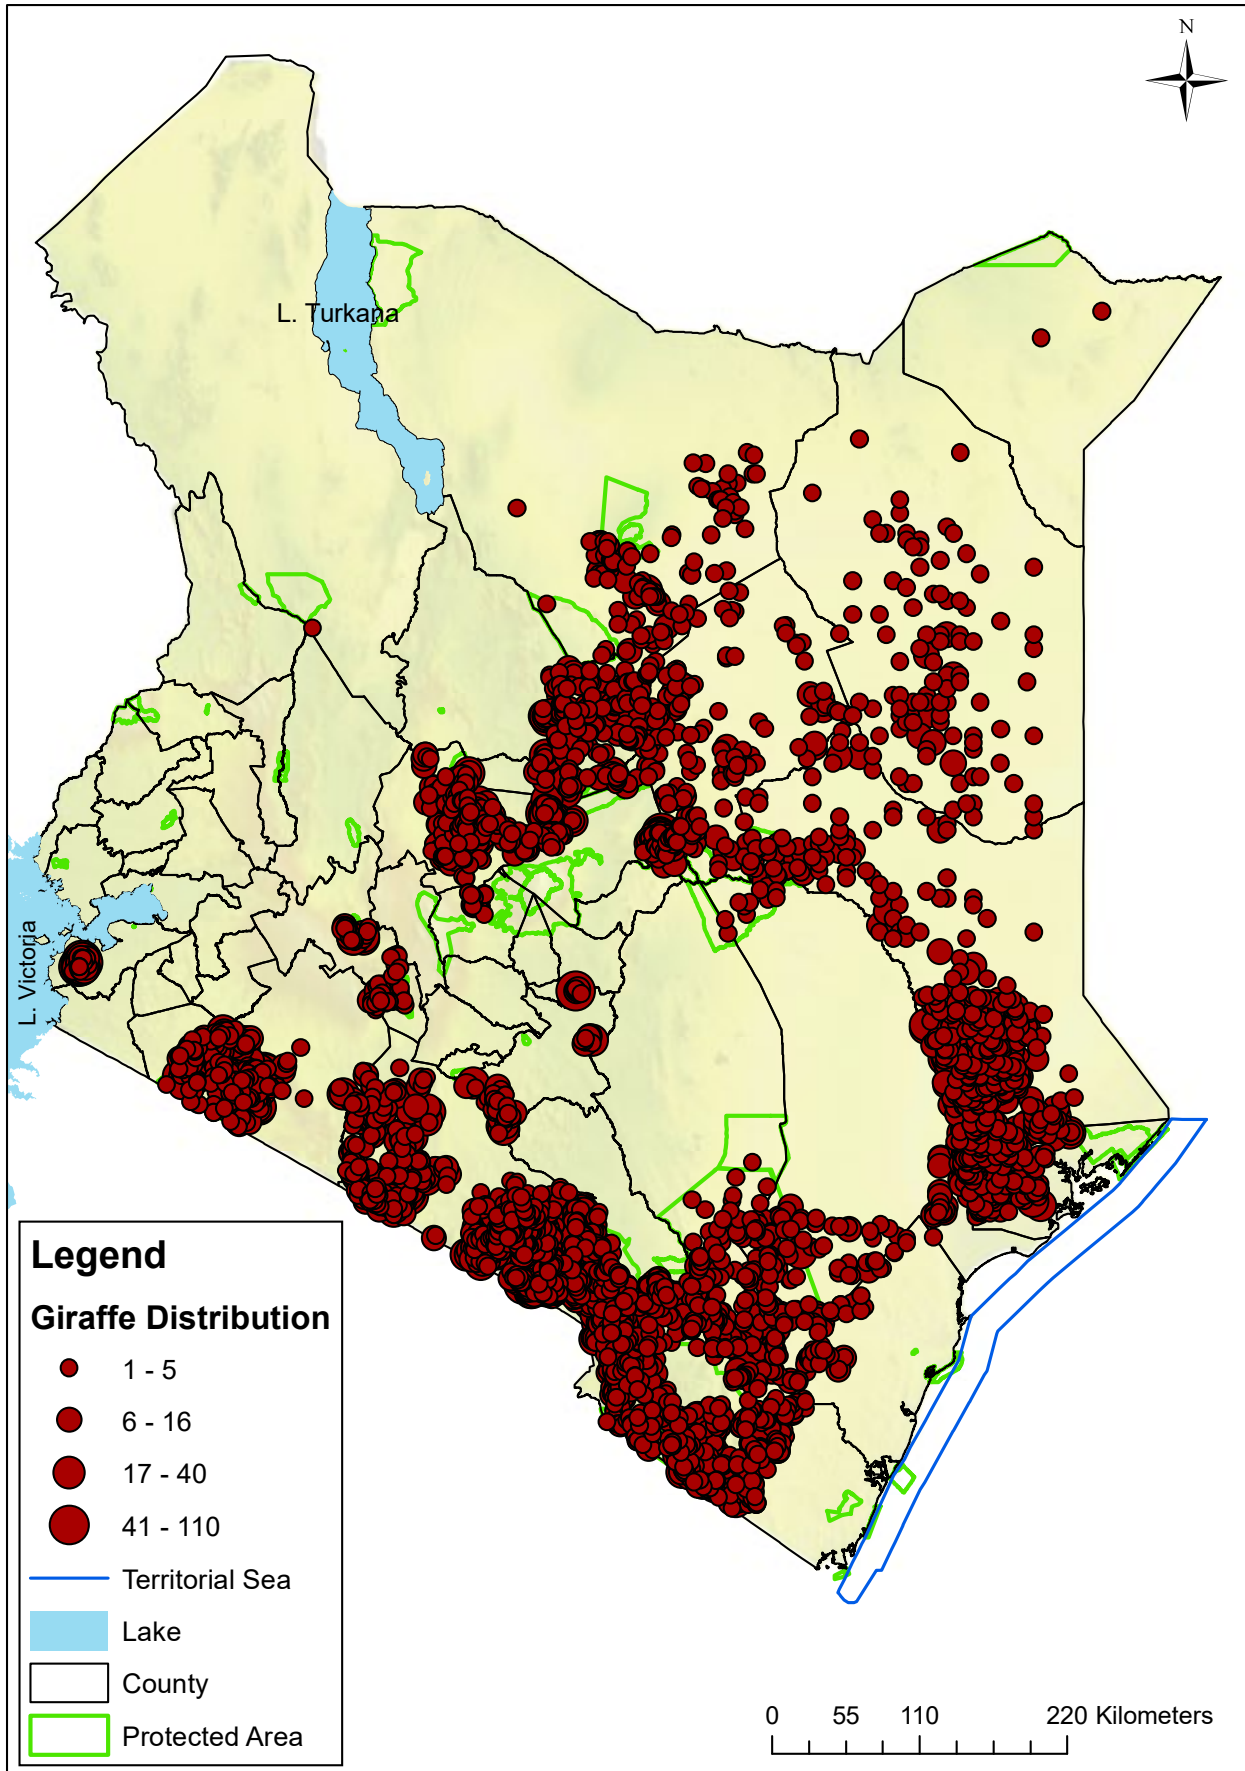 N
L. Turkana
L. Victoria
Legend
Giraffe Distribution
1 - 5
6 - 16
17 - 40
41 - 110
Territorial Sea
Lake
County
Protected Area
0 55 110 220 Kilometers